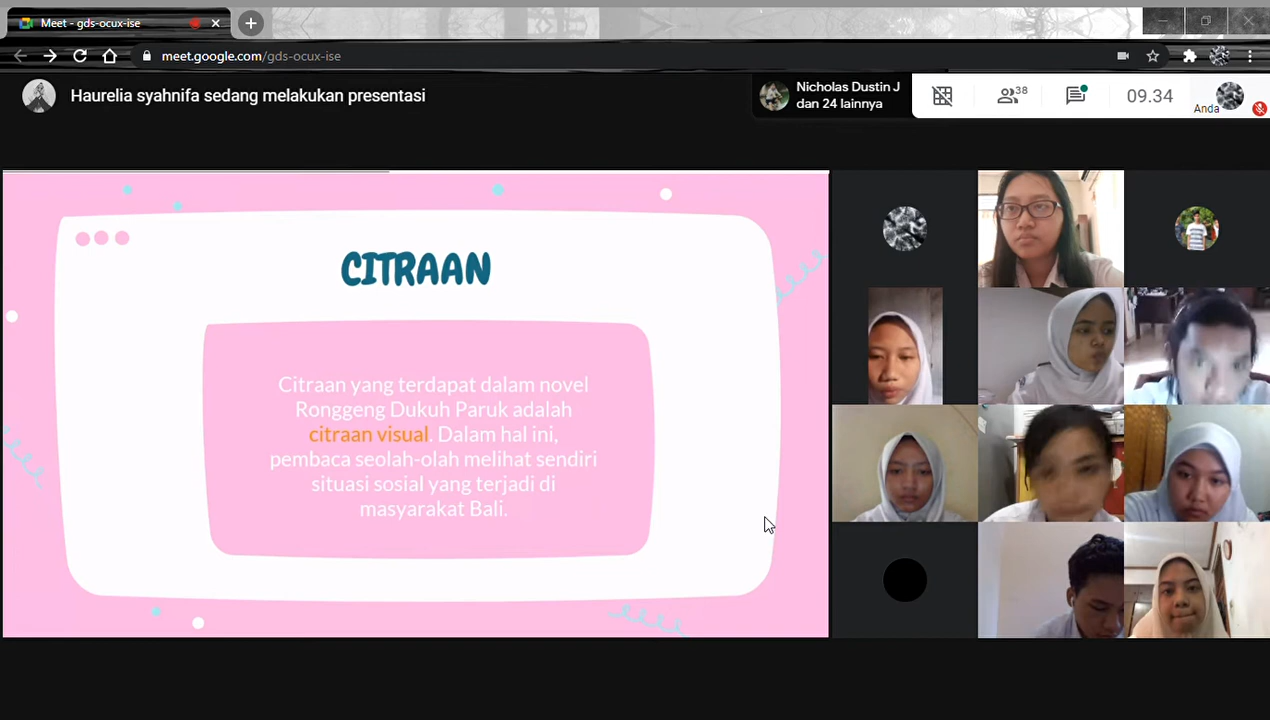 Meet - gds-ocux-ise
meet.google.com/gds-ocux-ise
Haurelia syahnifa sedang melakukan presentasi
Nicholas Dustin J
dan 24 lainnya
38
09.34
Anda
CITRAAN
Citraan yang terdapat dalam novel
Ronggeng Dukuh Paruk adalah
citraan visual. Dalam hal ini,
pembaca seolah-olah melihat sendiri
situasi sosial yang terjadi di
masyarakat Bali.